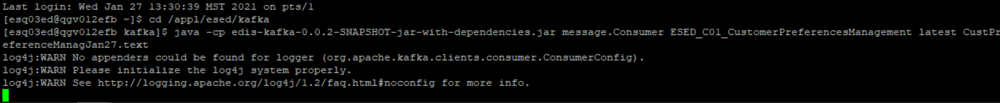 Last login: Wed Jan 27 13:30:39 MST 2021 on pts/1
[esq03ed@qgv012efb ~]$ cd /appl/esed/kafka
[esq03ed@qgv012efb kafka]$ java -cp edis-kafka-0.0.2-SNAPSHOT-jar-with-dependencies.jar message.Consumer ESED_C01_CustomerPreferencesManagement latest CustPr
eferenceManagJan27.text
log4j:WARN No appenders could be found for logger (org.apache.kafka.clients.consumer.ConsumerConfig).
log4j:WARN Please initialize the log4j system properly.
log4j:WARN See http://logging.apache.org/log4j/1.2/faq.html#noconfig for more info.